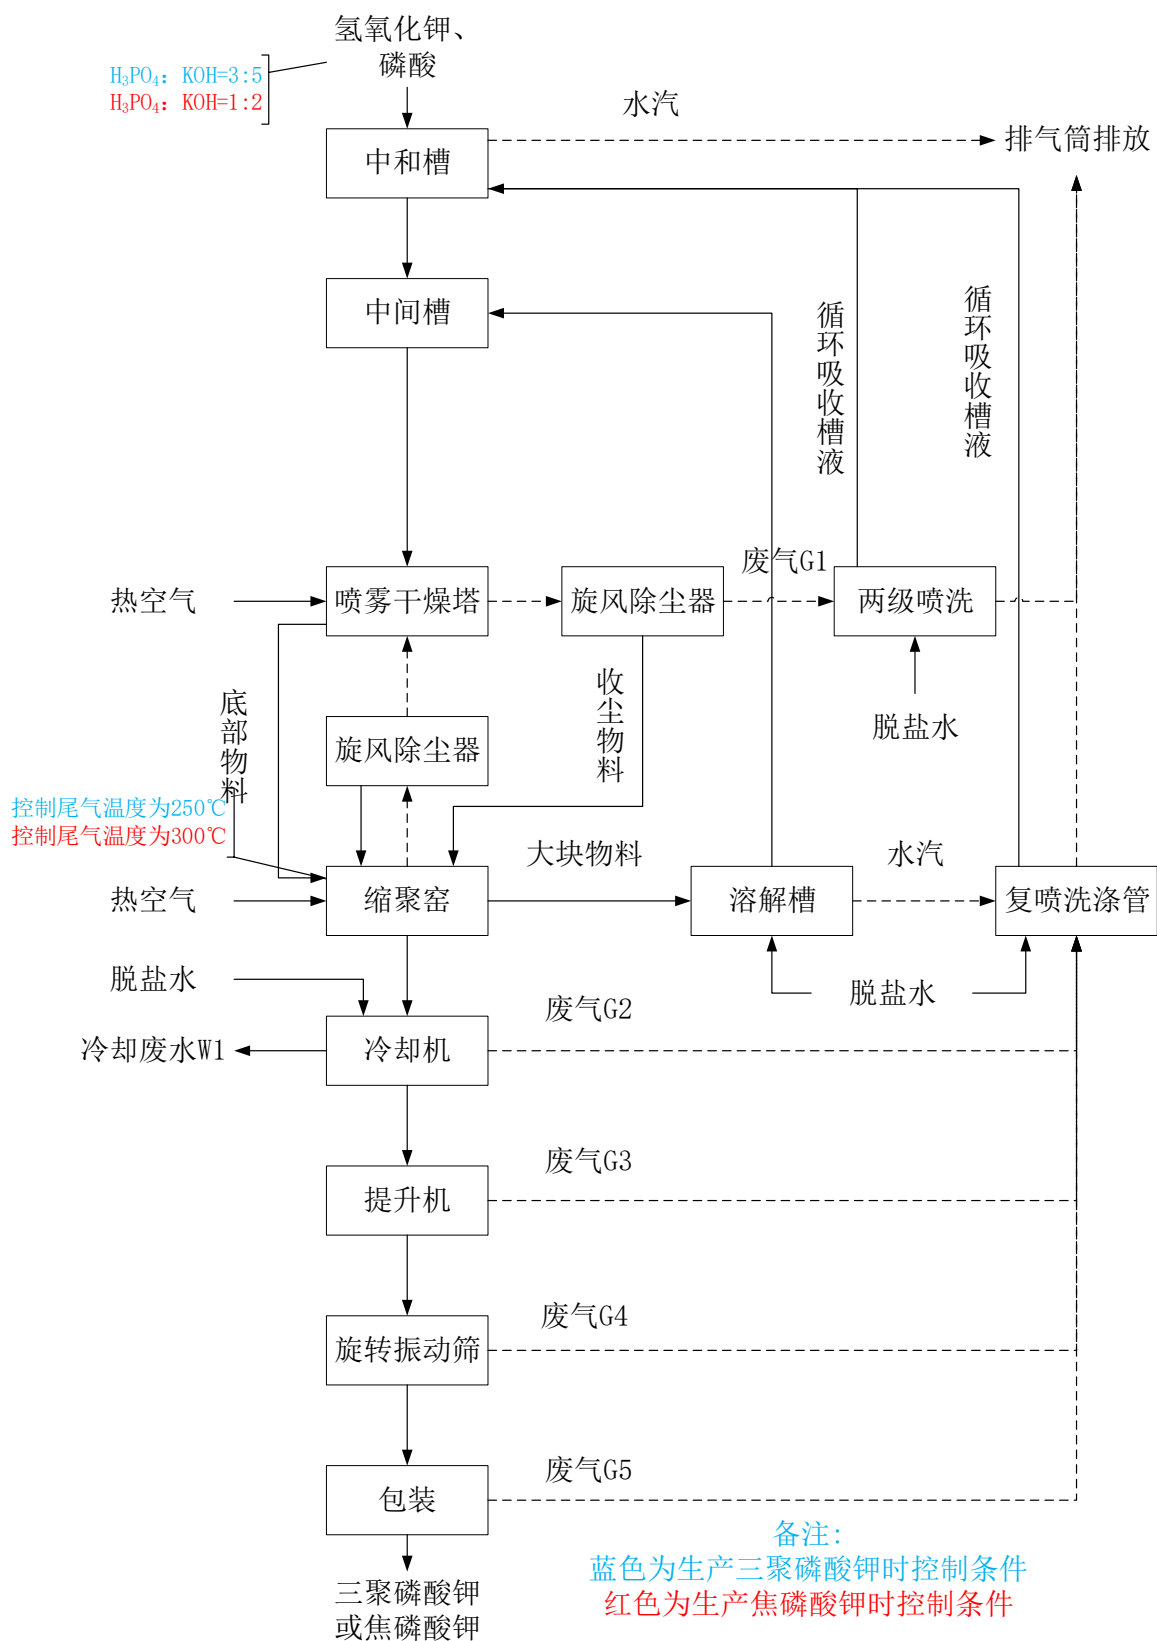 氢氧化钾、
磷酸
H₃PO₄: KOH=3:5
H₃PO₄: KOH=1:2
水汽
排气筒排放
中和槽
中间槽
循环吸收槽液
循环吸收槽液
废气G1
热空气
喷雾干燥塔
旋风除尘器
两级喷洗
底部物料
收尘物料
脱盐水
旋风除尘器
控制尾气温度为250℃
控制尾气温度为300℃
大块物料
水汽
热空气
缩聚窑
溶解槽
复喷洗涤管
脱盐水
脱盐水
废气G2
冷却废水W1
冷却机
废气G3
提升机
废气G4
旋转振动筛
废气G5
包装
备注:
蓝色为生产三聚磷酸钾时控制条件
红色为生产焦磷酸钾时控制条件
三聚磷酸钾
或焦磷酸钾